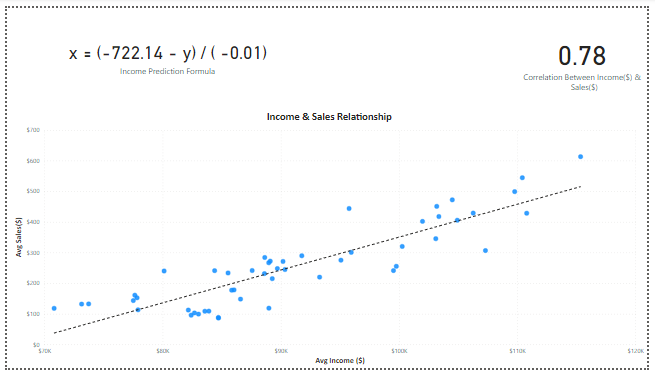 x = (-722.14 - y) / ( -0.01)
Income Prediction Formula
0.78
Correlation Between Income($) &
Sales($)
Income & Sales Relationship
$700
$600
$500
$400
$300
$200
$100
$0
Avg Sales($)
$70K
$80K
$90K
$100K
$110K
$120K
Avg Income ($)